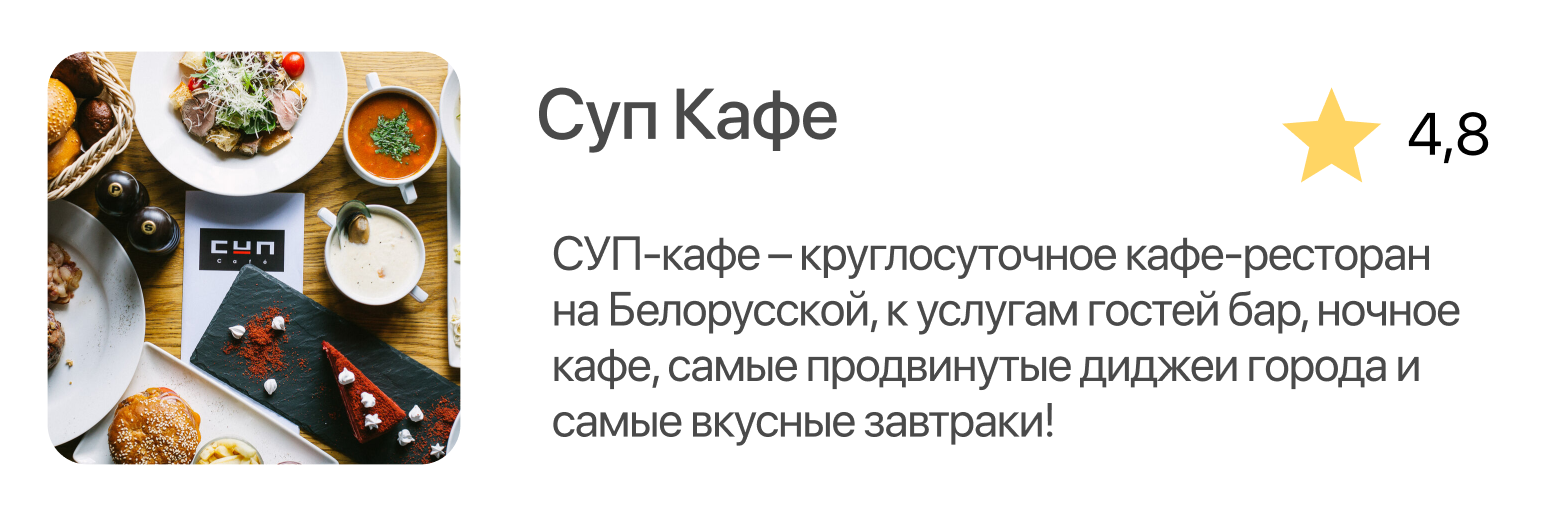 Суп Кафе
4,8
P
S
суп
Café
СУП-кафе – круглосуточное кафе-ресторан
на Белорусской, к услугам гостей бар, ночное
кафе, самые продвинутые диджеи города и
самые вкусные завтраки!